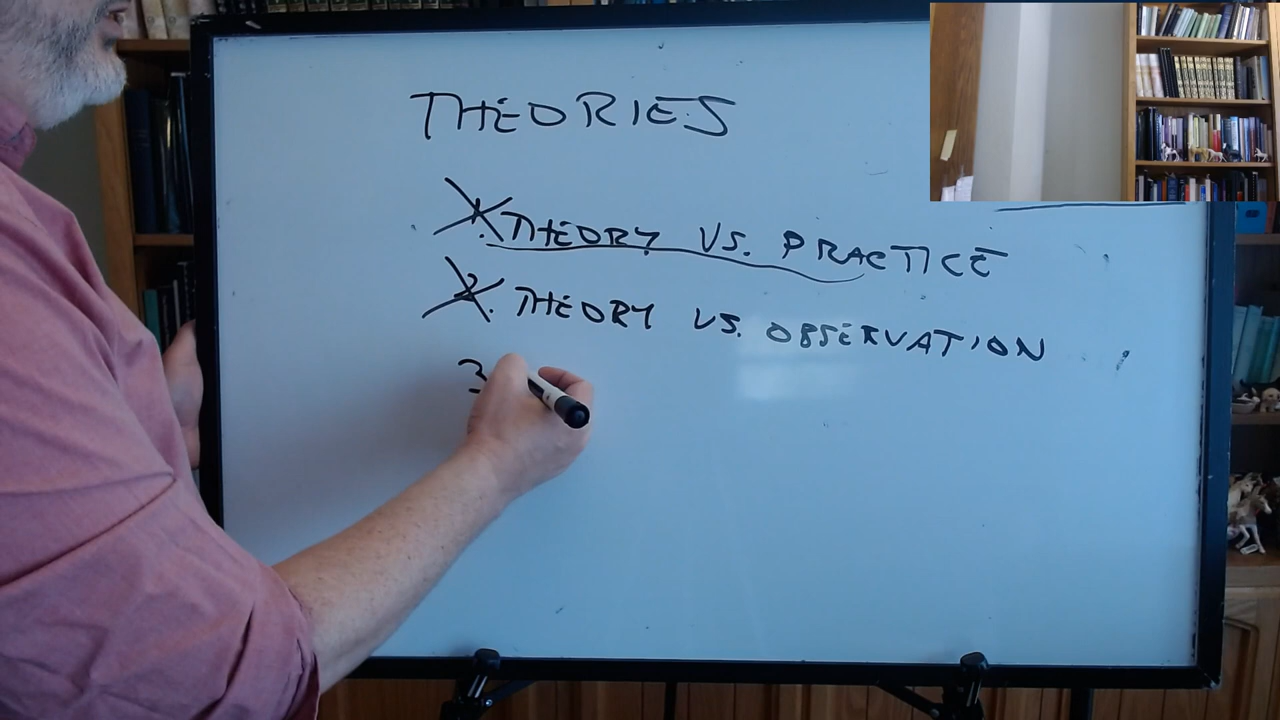 THEORIES
1. THEORY VS. PRACTICE
2. THEORY VS. OBSERVATION
3